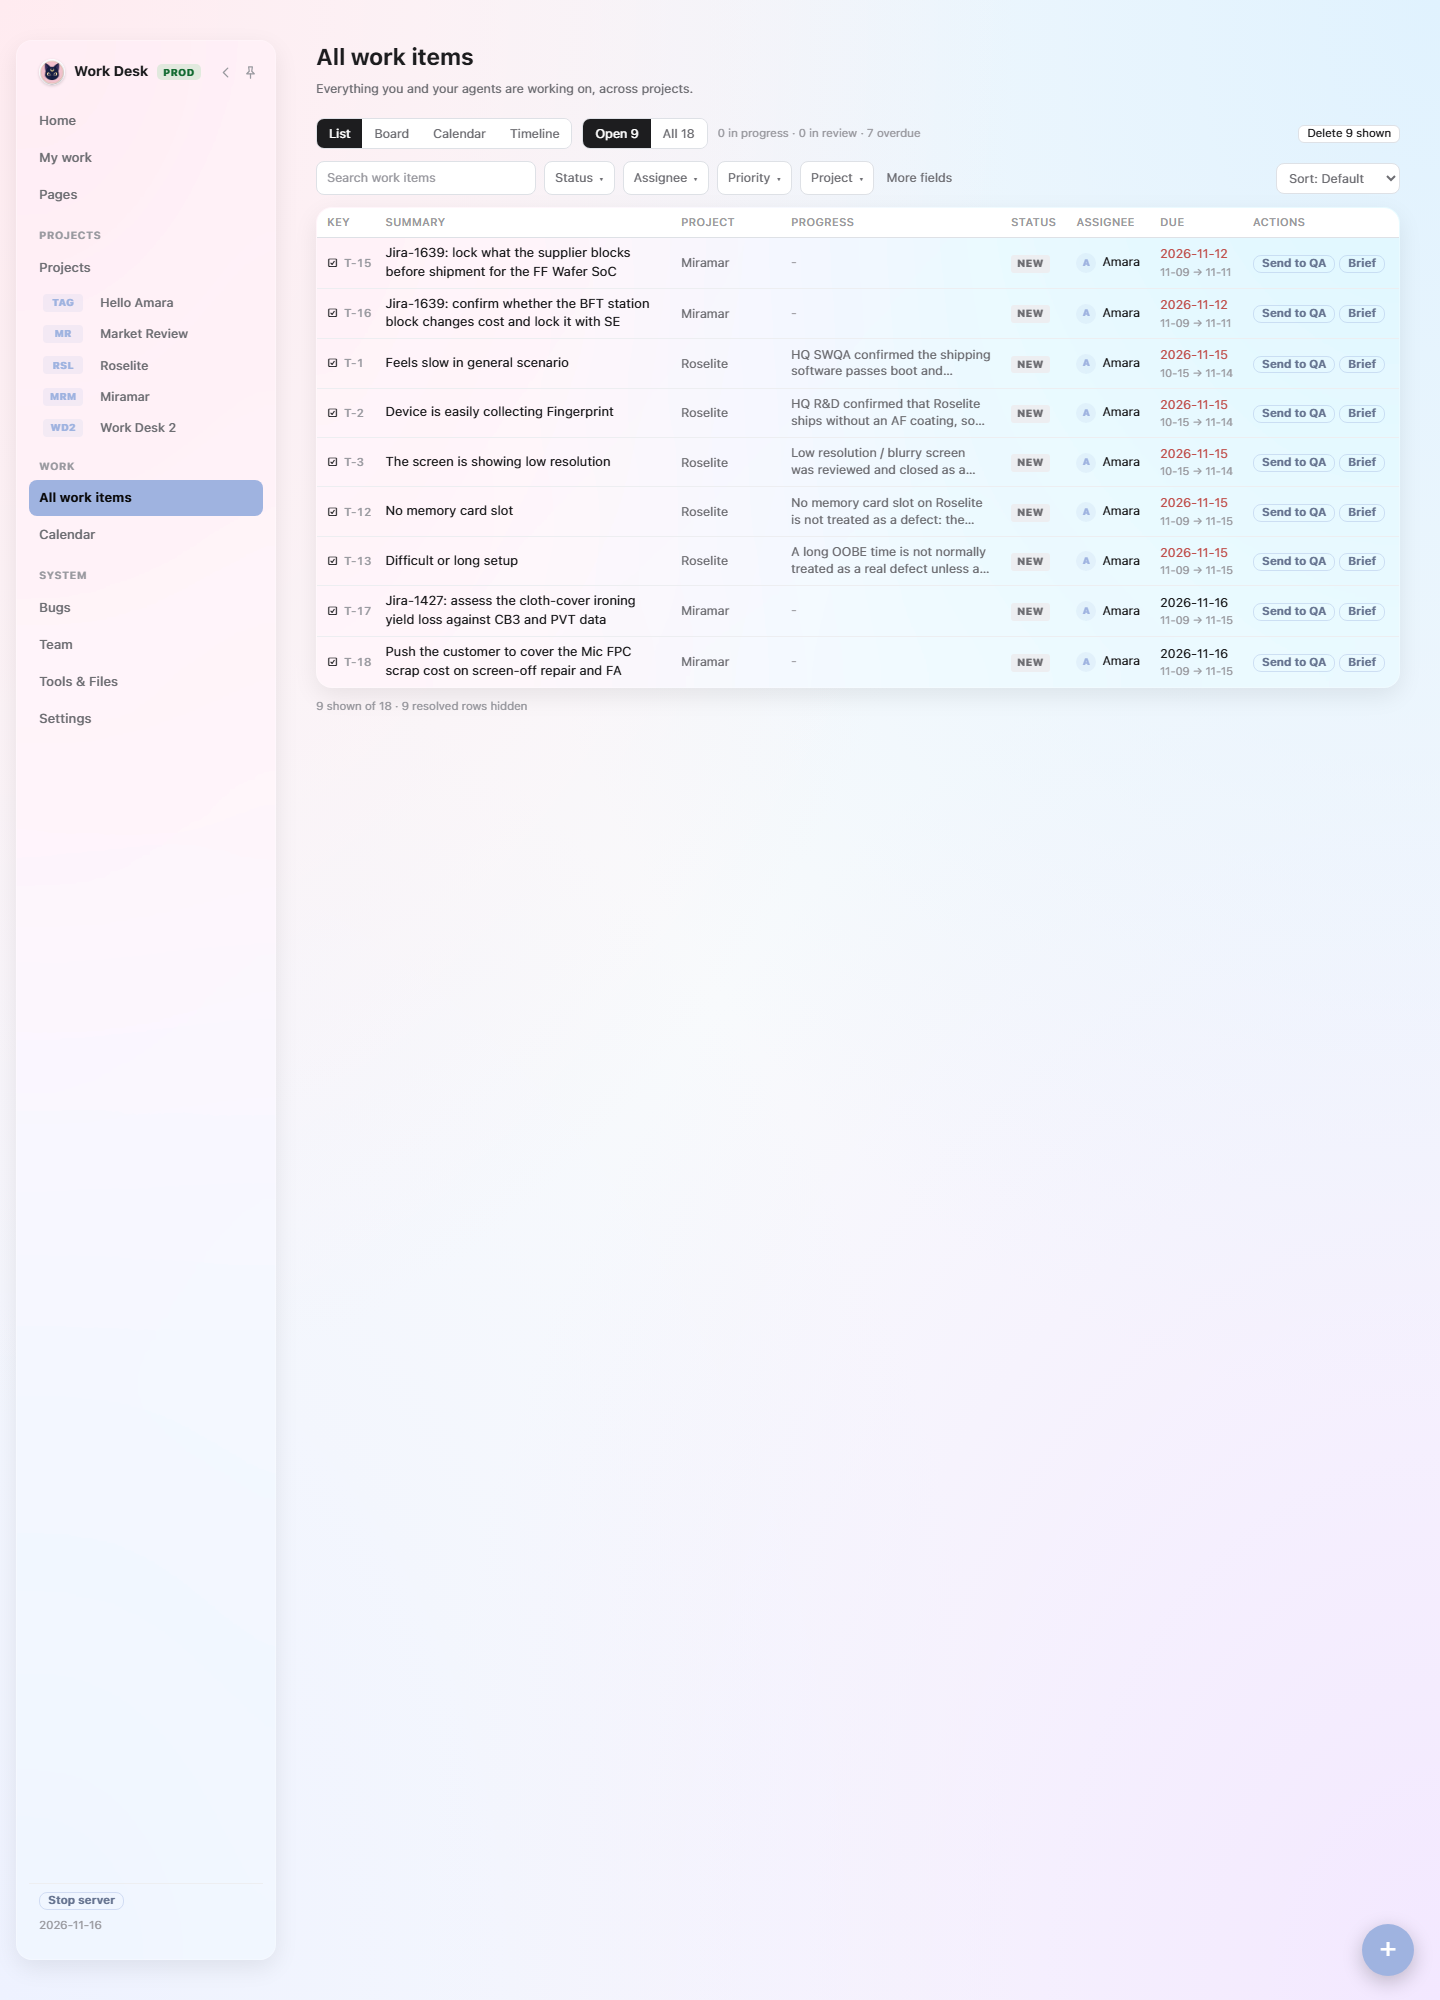 Work Desk PROD
Home
My work
Pages
PROJECTS
Projects
TAG Hello Amara
MR Market Review
RSL Roselite
MRM Miramar
WD2 Work Desk 2
WORK
All work items
Calendar
SYSTEM
Bugs
Team
Tools & Files
Settings
Stop server
2026-11-16
All work items
Everything you and your agents are working on, across projects.
List Board Calendar Timeline Open 9 All 18 0 in progress · 0 in review · 7 overdue Delete 9 shown
Search work items Status Assignee Priority Project More fields Sort: Default
KEY SUMMARY PROJECT PROGRESS STATUS ASSIGNEE DUE ACTIONS
T-15 Jira-1639: lock what the supplier blocks before shipment for the FF Wafer SoC Miramar - NEW A Amara 2026-11-12 11-09 → 11-11 Send to QA Brief
T-16 Jira-1639: confirm whether the BFT station block changes cost and lock it with SE Miramar - NEW A Amara 2026-11-12 11-09 → 11-11 Send to QA Brief
T-1 Feels slow in general scenario Roselite HQ SWQA confirmed the shipping software passes boot and... NEW A Amara 2026-11-15 10-15 → 11-14 Send to QA Brief
T-2 Device is easily collecting Fingerprint Roselite HQ R&D confirmed that Roselite ships without an AF coating, so... NEW A Amara 2026-11-15 10-15 → 11-14 Send to QA Brief
T-3 The screen is showing low resolution Roselite Low resolution / blurry screen was reviewed and closed as a... NEW A Amara 2026-11-15 10-15 → 11-14 Send to QA Brief
T-12 No memory card slot Roselite No memory card slot on Roselite is not treated as a defect: the... NEW A Amara 2026-11-15 11-09 → 11-15 Send to QA Brief
T-13 Difficult or long setup Roselite A long OOBE time is not normally treated as a real defect unless a... NEW A Amara 2026-11-15 11-09 → 11-15 Send to QA Brief
T-17 Jira-1427: assess the cloth-cover ironing yield loss against CB3 and PVT data Miramar - NEW A Amara 2026-11-16 11-09 → 11-15 Send to QA Brief
T-18 Push the customer to cover the Mic FPC scrap cost on screen-off repair and FA Miramar - NEW A Amara 2026-11-16 11-09 → 11-15 Send to QA Brief
9 shown of 18 · 9 resolved rows hidden
+